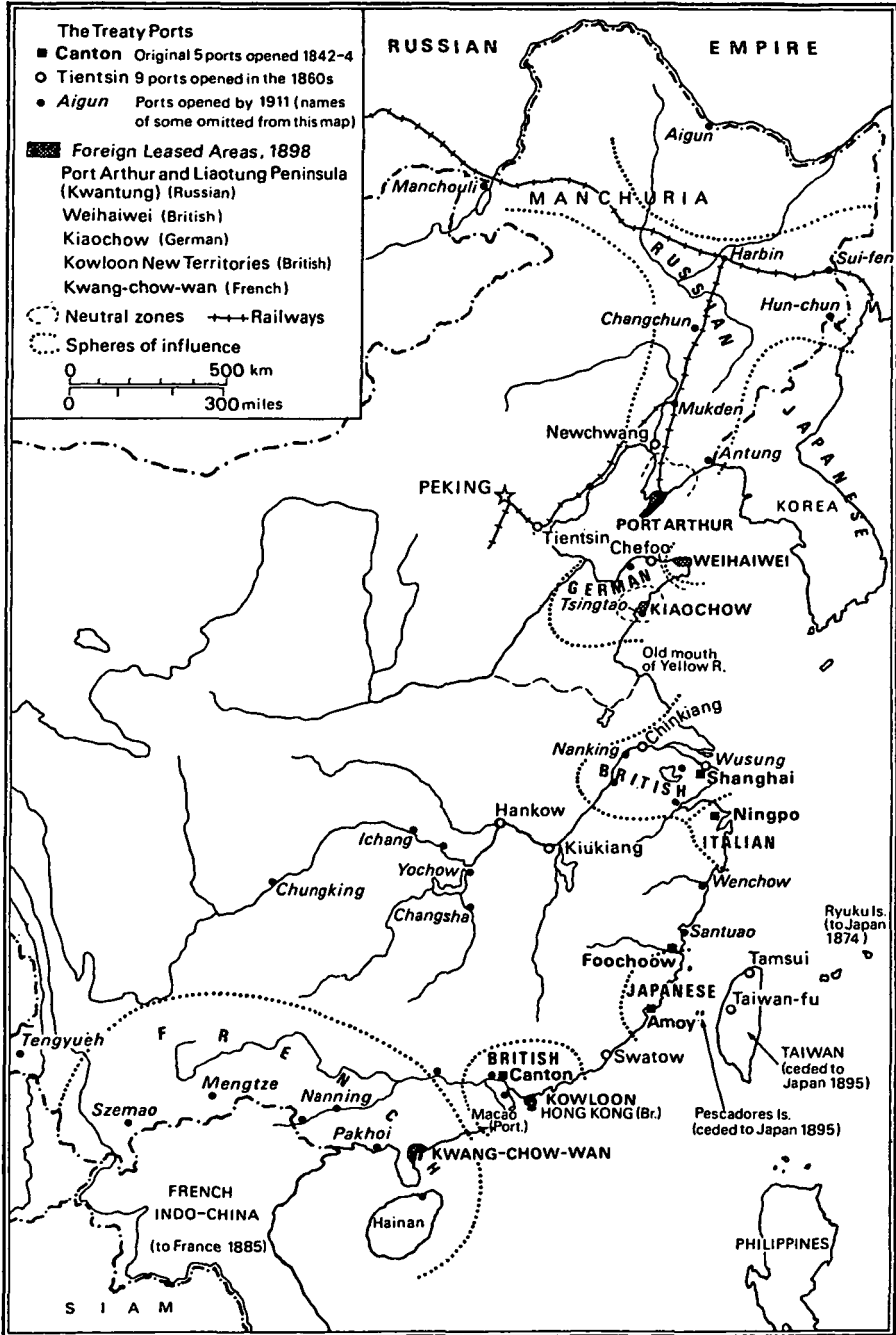 The Treaty Ports
Canton Original 5 ports opened 1842-4
Tientsin 9 ports opened in the 1860s
Aigun Ports opened by 1911 (names
of some omitted from this map)
Foreign Leased Areas, 1898
Port Arthur and Liaotung Peninsula
(Kwantung) (Russian)
Weihaiwei (British)
Kiaochow (German)
Kowloon New Territories (British)
Kwang-chow-wan (French)
Neutral zones Railways
Spheres of influence
0 500 km
0 300 miles
RUSSIAN EMPIRE
Aigun
Manchouli
MANCHURIA
RUSSIAN
Harbin
Sui-fen
Hun-chun
Changchun
Mukden
Newchwang
Antung
JAPANESE
PEKING
KOREA
PORT ARTHUR
Tientsin
Chefoo
WEIHAIWEI
GERMAN
Tsingtao
KIAOCHOW
Old mouth
of Yellow R.
Chinkiang
Nanking
Wusung
BRITISH
Shanghai
Hankow
Ningpo
ITALIAN
Ichang
Kiukiang
Yochow
Chungking
Wenchow
Changsha
Ryuku Is.
(to Japan
1874)
Santuao
Foochoow
Tamsui
JAPANESE
Taiwan-fu
Amoy
FRENCH
Tengyueh
BRITISH
Swatow
Canton
TAIWAN
(ceded to
Japan 1895)
Mengtze
Nanning
KOWLOON
HONG KONG (Br.)
Macao
(Port.)
Szemao
Pescadores Is.
(ceded to Japan 1895)
Pakhoi
KWANG-CHOW-WAN
FRENCH
INDO-CHINA
(to France 1885)
Hainan
PHILIPPINES
SIAM